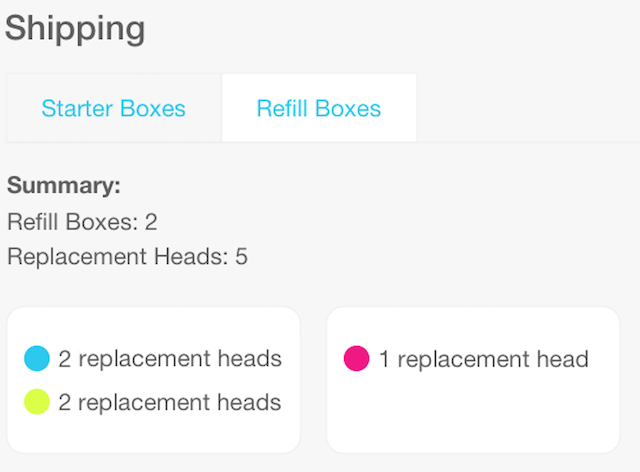 Shipping
Starter Boxes Refill Boxes
Summary:
Refill Boxes: 2
Replacement Heads: 5
2 replacement heads
2 replacement heads
1 replacement head